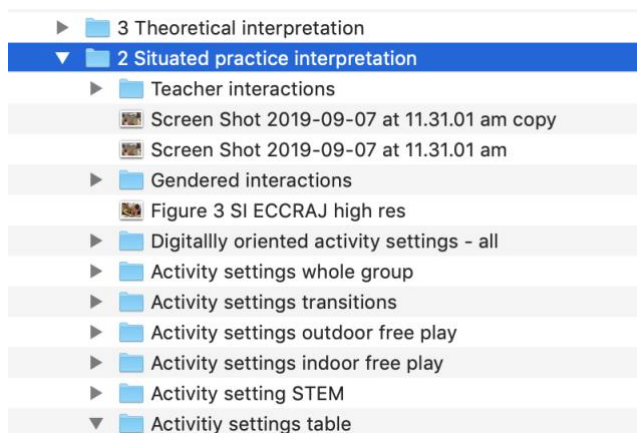 3 Theoretical interpretation
2 Situated practice interpretation
Teacher interactions
Screen Shot 2019-09-07 at 11.31.01 am copy
Screen Shot 2019-09-07 at 11.31.01 am
Gendered interactions
Figure 3 SI ECCRAJ high res
Digitallly oriented activity settings - all
Activity settings whole group
Activity settings transitions
Activity settings outdoor free play
Activity settings indoor free play
Activity setting STEM
Activitiy settings table